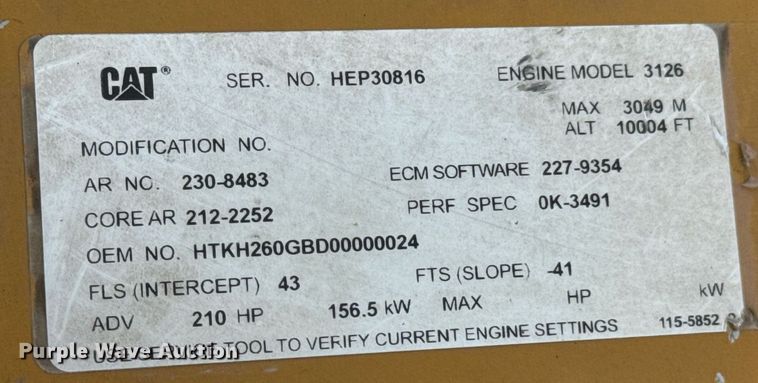 CAT® SER. NO. HEP30816 ENGINE MODEL 3126
MAX 3049 M
ALT 10004 FT
MODIFICATION NO.
AR NO. 230-8483 ECM SOFTWARE 227-9354
CORE AR 212-2252 PERF SPEC 0K-3491
OEM NO. HTKH260GBD00000024
FLS (INTERCEPT) 43 FTS (SLOPE) -41
ADV 210 HP 156.5 kW MAX HP kW
TOOL TO VERIFY CURRENT ENGINE SETTINGS 115-5852
Purple Wave Auction